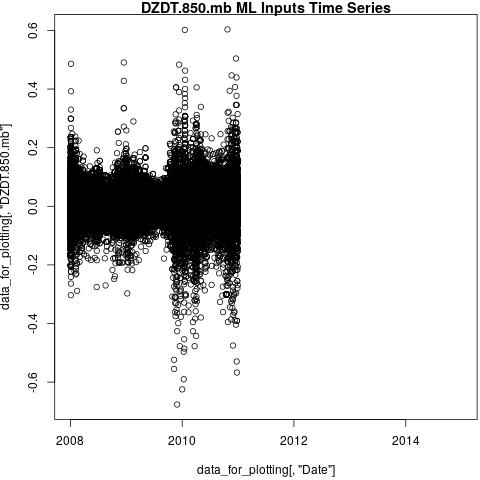 DZDT.850.mb ML Inputs Time Series
data_for_plotting[, "DZDT.850.mb"]
0.6
0.4
0.2
0.0
-0.2
-0.4
-0.6
2008 2010 2012 2014
data_for_plotting[, "Date"]